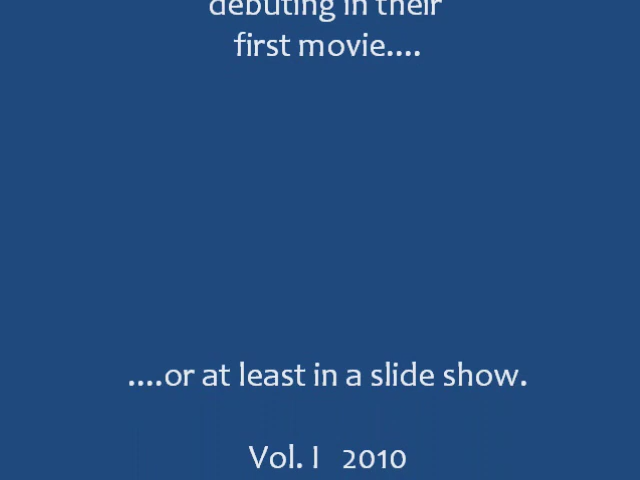 debuting in their
first movie....
....or at least in a slide show.
Vol. I 2010